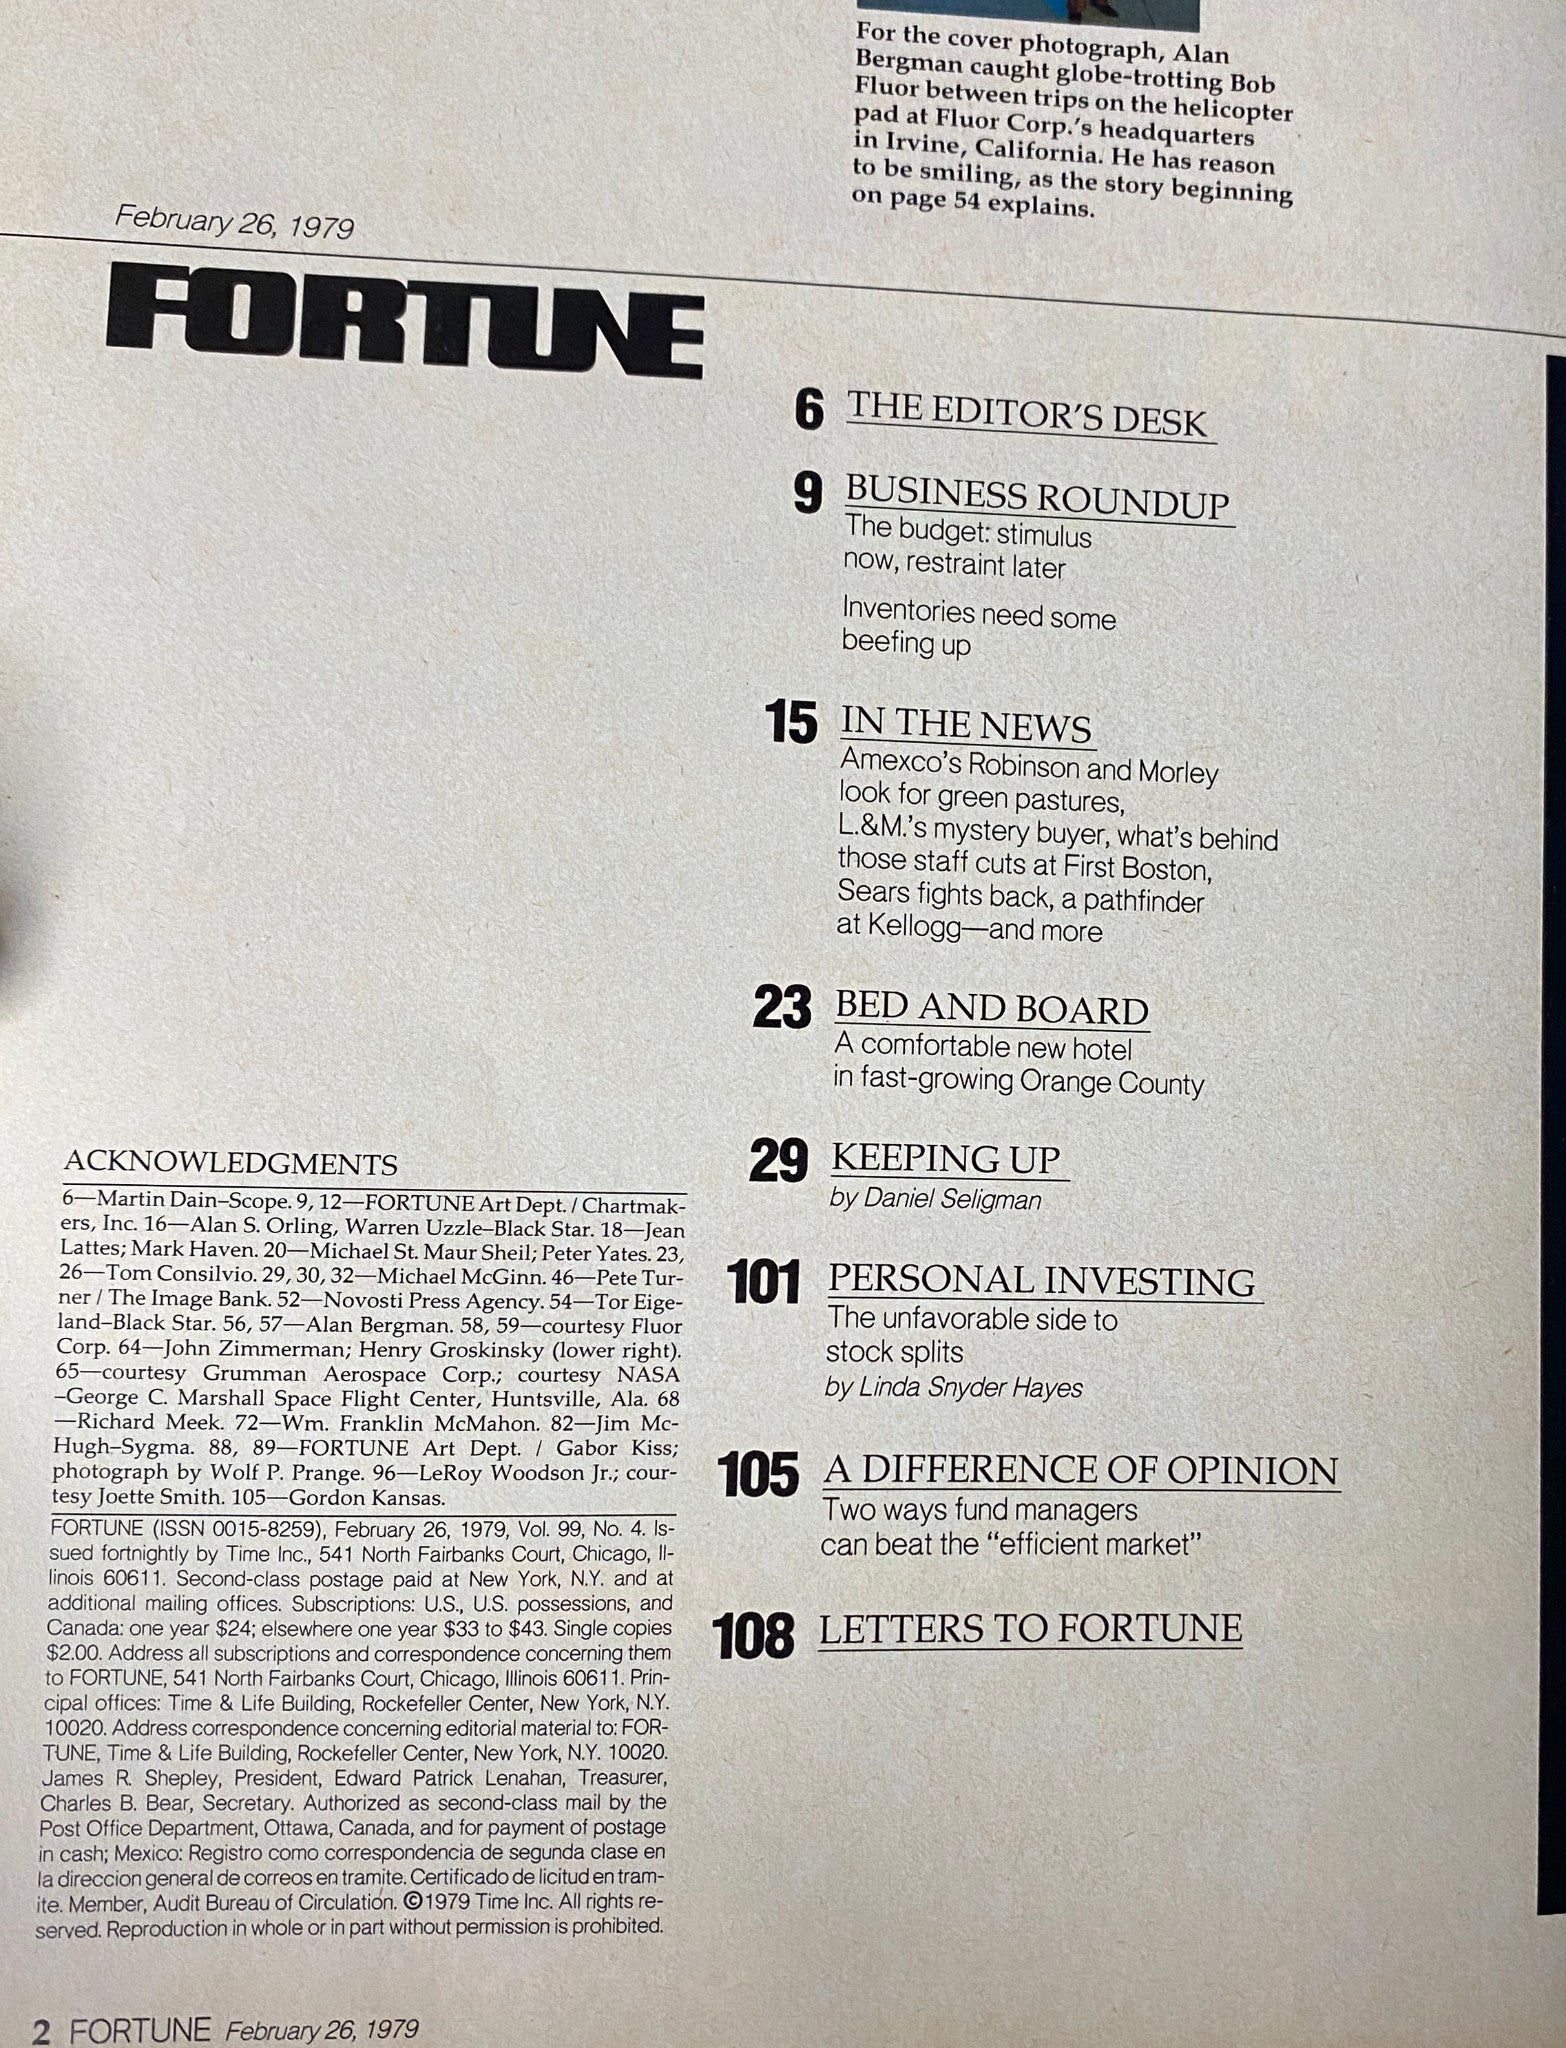 For the cover photograph, Alan
Bergman caught globe-trotting Bob
Fluor between trips on the helicopter
pad at Fluor Corp.'s headquarters
in Irvine, California. He has reason
to be smiling, as the story beginning
on page 54 explains.
February 26, 1979
FORTUNE
6 THE EDITOR'S DESK
9 BUSINESS ROUNDUP
The budget: stimulus
now, restraint later
Inventories need some
beefing up
15 IN THE NEWS
Amexco's Robinson and Morley
look for green pastures,
L.&M.'s mystery buyer, what's behind
those staff cuts at First Boston,
Sears fights back, a pathfinder
at Kellogg—and more
23 BED AND BOARD
A comfortable new hotel
in fast-growing Orange County
29 KEEPING UP
by Daniel Seligman
101 PERSONAL INVESTING
The unfavorable side to
stock splits
by Linda Snyder Hayes
105 A DIFFERENCE OF OPINION
Two ways fund managers
can beat the "efficient market"
108 LETTERS TO FORTUNE
ACKNOWLEDGMENTS
6—Martin Dain–Scope. 9, 12—FORTUNE Art Dept. / Chartmak-
ers, Inc. 16—Alan S. Orling, Warren Uzzle–Black Star. 18—Jean
Lattes; Mark Haven. 20—Michael St. Maur Sheil; Peter Yates. 23,
26—Tom Consilvio. 29, 30, 32—Michael McGinn. 46—Pete Tur-
ner / The Image Bank. 52—Novosti Press Agency. 54—Tor Eige-
land–Black Star. 56, 57—Alan Bergman. 58, 59—courtesy Fluor
Corp. 64—John Zimmerman; Henry Groskinsky (lower right).
65—courtesy Grumman Aerospace Corp.; courtesy NASA
–George C. Marshall Space Flight Center, Huntsville, Ala. 68
—Richard Meek. 72—Wm. Franklin McMahon. 82—Jim Mc-
Hugh–Sygma. 88, 89—FORTUNE Art Dept. / Gabor Kiss;
photograph by Wolf P. Prange. 96—LeRoy Woodson Jr.; cour-
tesy Joette Smith. 105—Gordon Kansas.
FORTUNE (ISSN 0015-8259), February 26, 1979, Vol. 99, No. 4. Is-
sued fortnightly by Time Inc., 541 North Fairbanks Court, Chicago, Il-
linois 60611. Second-class postage paid at New York, N.Y. and at
additional mailing offices. Subscriptions: U.S., U.S. possessions, and
Canada: one year $24; elsewhere one year $33 to $43. Single copies
$2.00. Address all subscriptions and correspondence concerning them
to FORTUNE, 541 North Fairbanks Court, Chicago, Illinois 60611. Prin-
cipal offices: Time & Life Building, Rockefeller Center, New York, N.Y.
10020. Address correspondence concerning editorial material to: FOR-
TUNE, Time & Life Building, Rockefeller Center, New York, N.Y. 10020.
James R. Shepley, President, Edward Patrick Lenahan, Treasurer,
Charles B. Bear, Secretary. Authorized as second-class mail by the
Post Office Department, Ottawa, Canada, and for payment of postage
in cash; Mexico: Registro como correspondencia de segunda clase en
la direccion general de correos en tramite. Certificado de licitud en tram-
ite. Member, Audit Bureau of Circulation. ©1979 Time Inc. All rights re-
served. Reproduction in whole or in part without permission is prohibited.
2 FORTUNE February 26, 1979